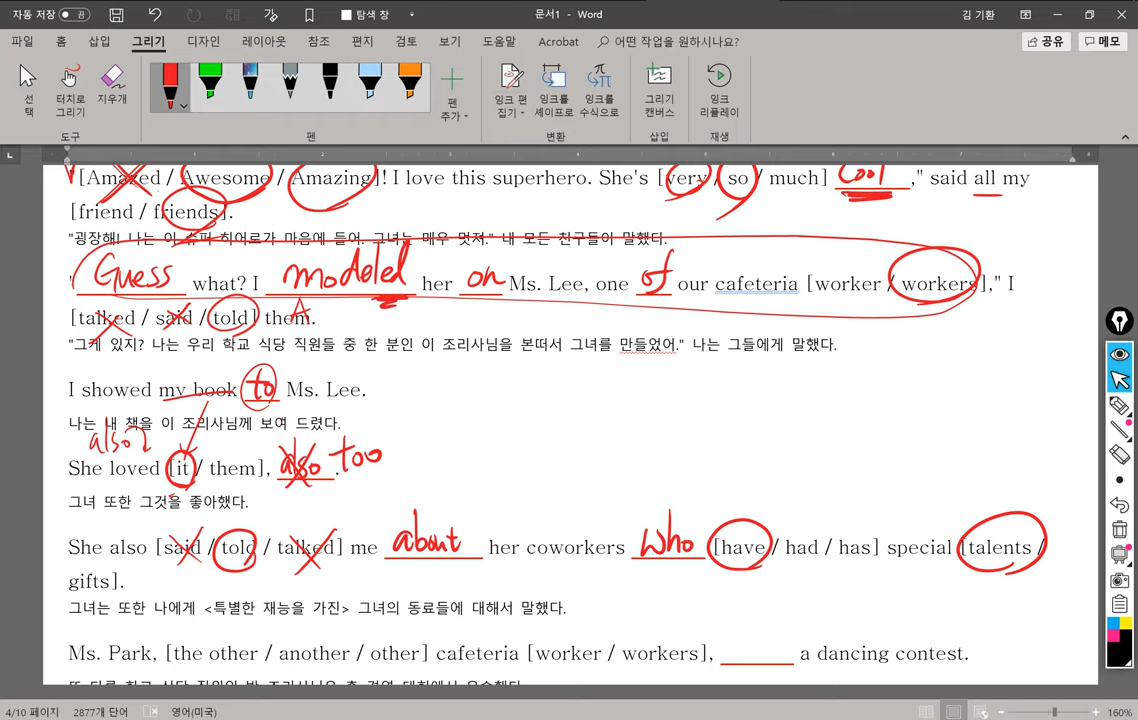 자동 저장 끔 탐색 창 문서1 - Word 김 기환
파일 홈 삽입 그리기 디자인 레이아웃 참조 편지 검토 보기 도움말 Acrobat 어떤 작업을 원하시나요? 공유 메모
선택 터치로 그리기 지우개 펜 추가 잉크 편집기 잉크를 셰이프로 잉크를 수식으로 그리기 캔버스 잉크 리플레이
도구 펜 변환 삽입 재생
"[Amazed / Awesome / Amazing]! I love this superhero. She's [very / so / much] cool ," said all my
[friend / friends].
"굉장해! 나는 이 슈퍼 히어로가 마음에 들어. 그녀는 매우 멋져." 내 모든 친구들이 말했다.
" Guess what? I modeled her on Ms. Lee, one of our cafeteria [worker / workers]," I
[talked / said / told] them.
"그게 있지? 나는 우리 학교 식당 직원들 중 한 분인 이 조리사님을 본떠서 그녀를 만들었어." 나는 그들에게 말했다.
I showed my book to Ms. Lee.
나는 내 책을 이 조리사님께 보여 드렸다.
also
She loved [it / them], also . too
그녀 또한 그것을 좋아했다.
She also [said / told / talked] me about her coworkers who [have / had / has] special [talents /
gifts].
그녀는 또한 나에게 <특별한 재능을 가진> 그녀의 동료들에 대해서 말했다.
Ms. Park, [the other / another / other] cafeteria [worker / workers], ______ a dancing contest.
4/10 페이지 2877개 단어 영어(미국) 160%